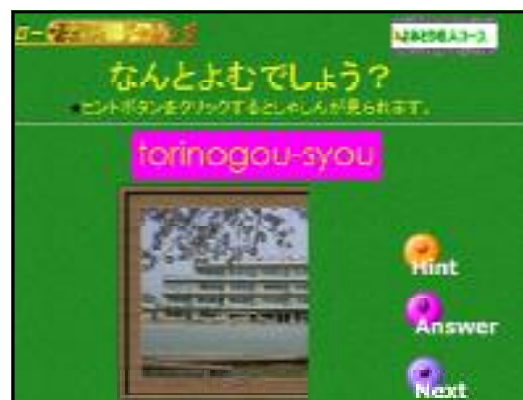 なんとよむでしょう?
★ヒントボタンをクリックするとしゃしんが見られます。
torinogou-syou
Hint
Answer
Next